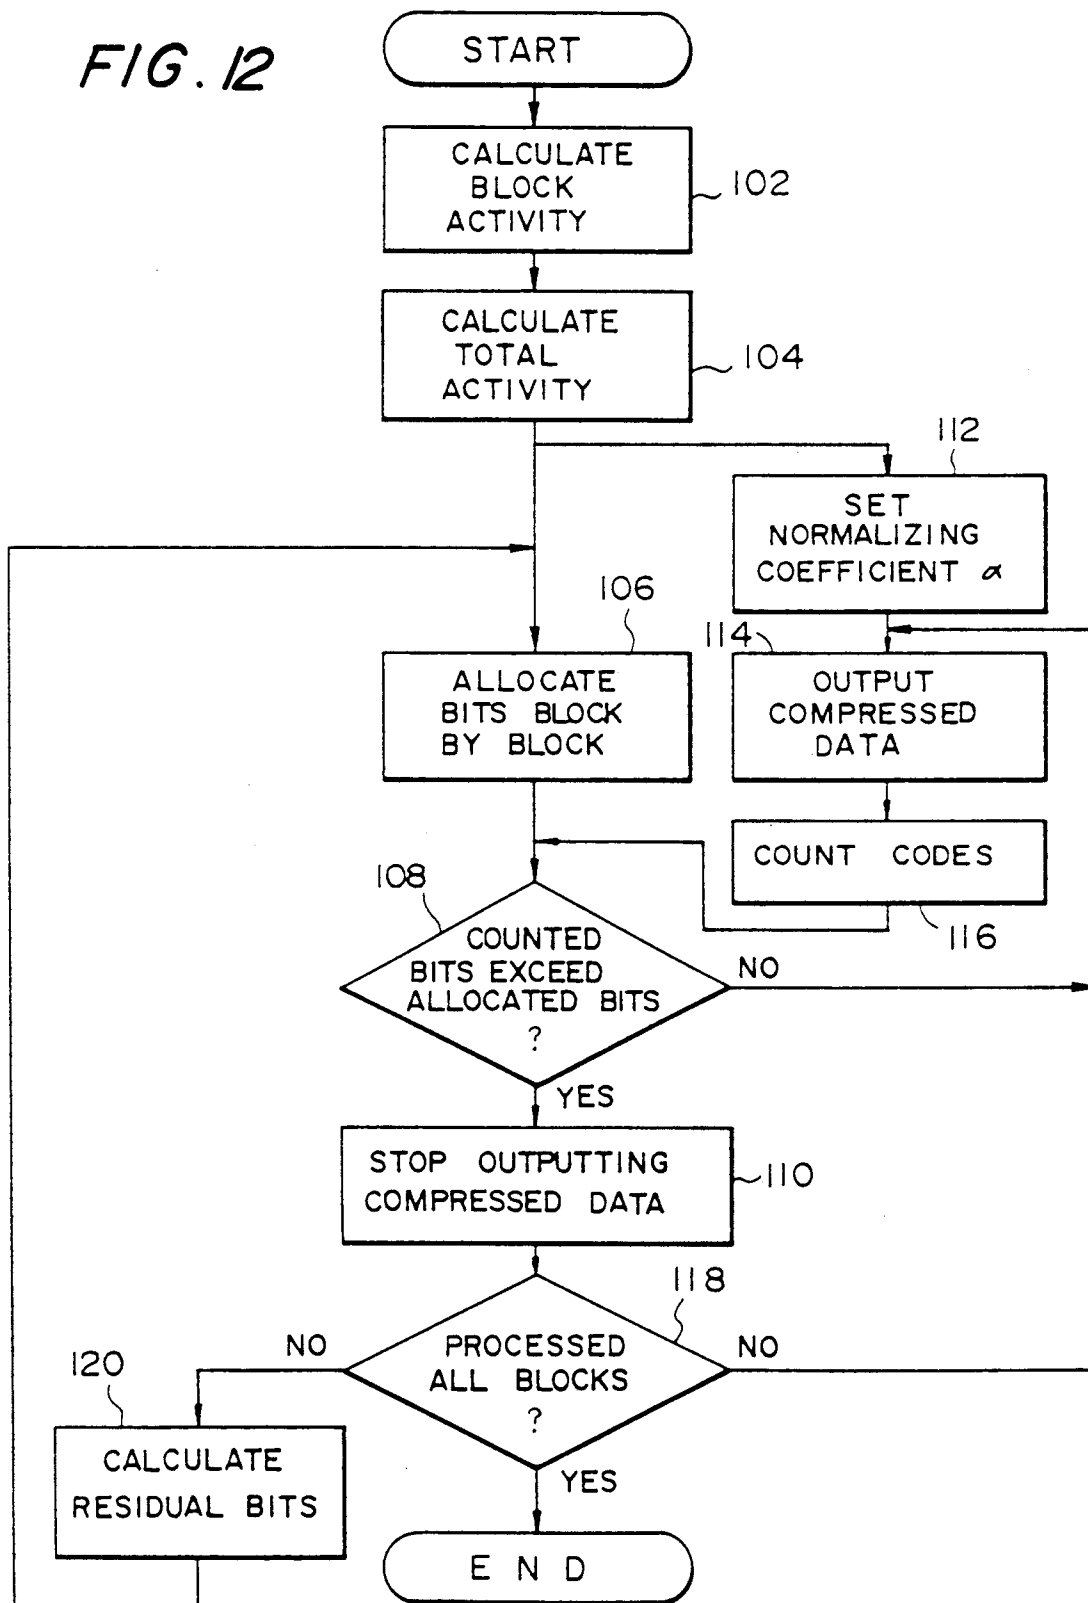 FIG. 12
START
CALCULATE
BLOCK
ACTIVITY
102
CALCULATE
TOTAL
ACTIVITY
104
112
SET
NORMALIZING
COEFFICIENT α
106
ALLOCATE
BITS BLOCK
BY BLOCK
114
OUTPUT
COMPRESSED
DATA
COUNT CODES
116
108
COUNTED
BITS EXCEED
ALLOCATED BITS
?
NO
YES
STOP OUTPUTTING
COMPRESSED DATA
110
118
PROCESSED
ALL BLOCKS
?
NO
NO
120
CALCULATE
RESIDUAL BITS
YES
END